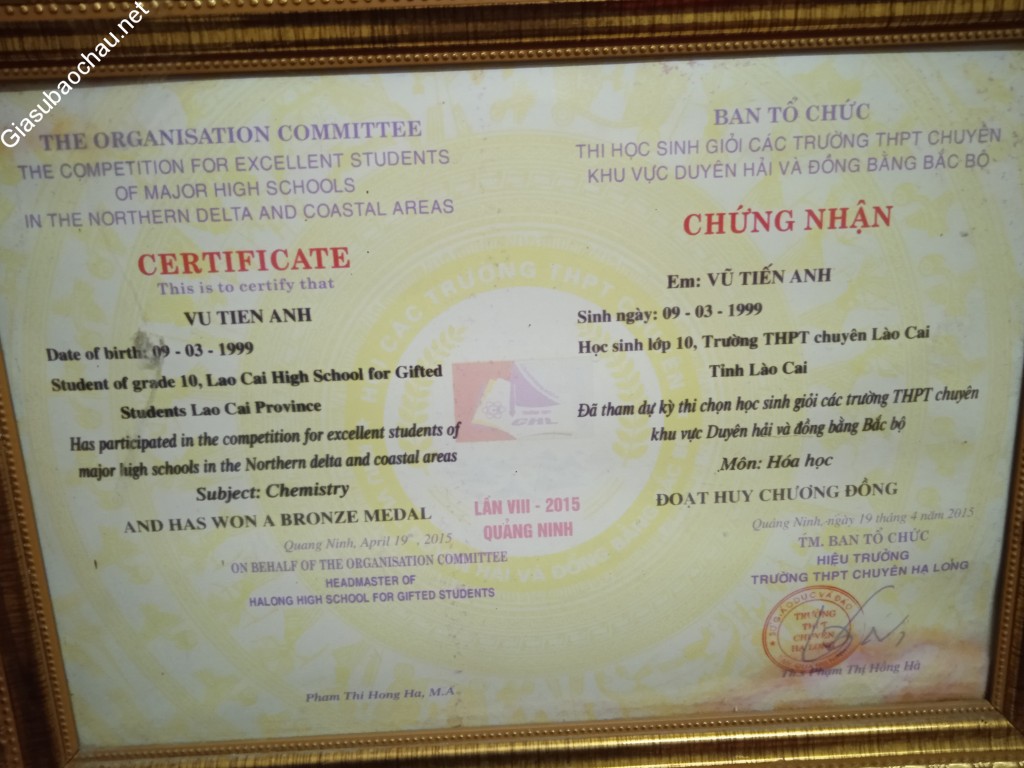 Giasubaochau.net
THE ORGANISATION COMMITTEE
THE COMPETITION FOR EXCELLENT STUDENTS
OF MAJOR HIGH SCHOOLS
IN THE NORTHERN DELTA AND COASTAL AREAS
CERTIFICATE
This is to certify that
VU TIEN ANH
Date of birth: 09 - 03 - 1999
Student of grade 10, Lao Cai High School for Gifted
Students Lao Cai Province
Has participated in the competition for excellent students of
major high schools in the Northern delta and coastal areas
Subject: Chemistry
AND HAS WON A BRONZE MEDAL
Quang Ninh, April 19th, 2015
ON BEHALF OF THE ORGANISATION COMMITTEE
HEADMASTER OF
HALONG HIGH SCHOOL FOR GIFTED STUDENTS
Pham Thi Hong Ha, M.A
LẦN VIII - 2015
QUẢNG NINH
BAN TỔ CHỨC
THI HỌC SINH GIỎI CÁC TRƯỜNG THPT CHUYÊN
KHU VỰC DUYÊN HẢI VÀ ĐỒNG BẰNG BẮC BỘ
CHỨNG NHẬN
Em: VŨ TIẾN ANH
Sinh ngày: 09 - 03 - 1999
Học sinh lớp 10, Trường THPT chuyên Lào Cai
Tỉnh Lào Cai
Đã tham dự kỳ thi chọn học sinh giỏi các trường THPT chuyên
khu vực Duyên hải và đồng bằng Bắc bộ
Môn: Hóa học
ĐOẠT HUY CHƯƠNG ĐỒNG
Quảng Ninh, ngày 19 tháng 4 năm 2015
TM. BAN TỔ CHỨC
HIỆU TRƯỞNG
TRƯỜNG THPT CHUYÊN HẠ LONG
TRƯỜNG
THPT
CHUYÊN
HẠ LONG
Th.s Phạm Thị Hồng Hà